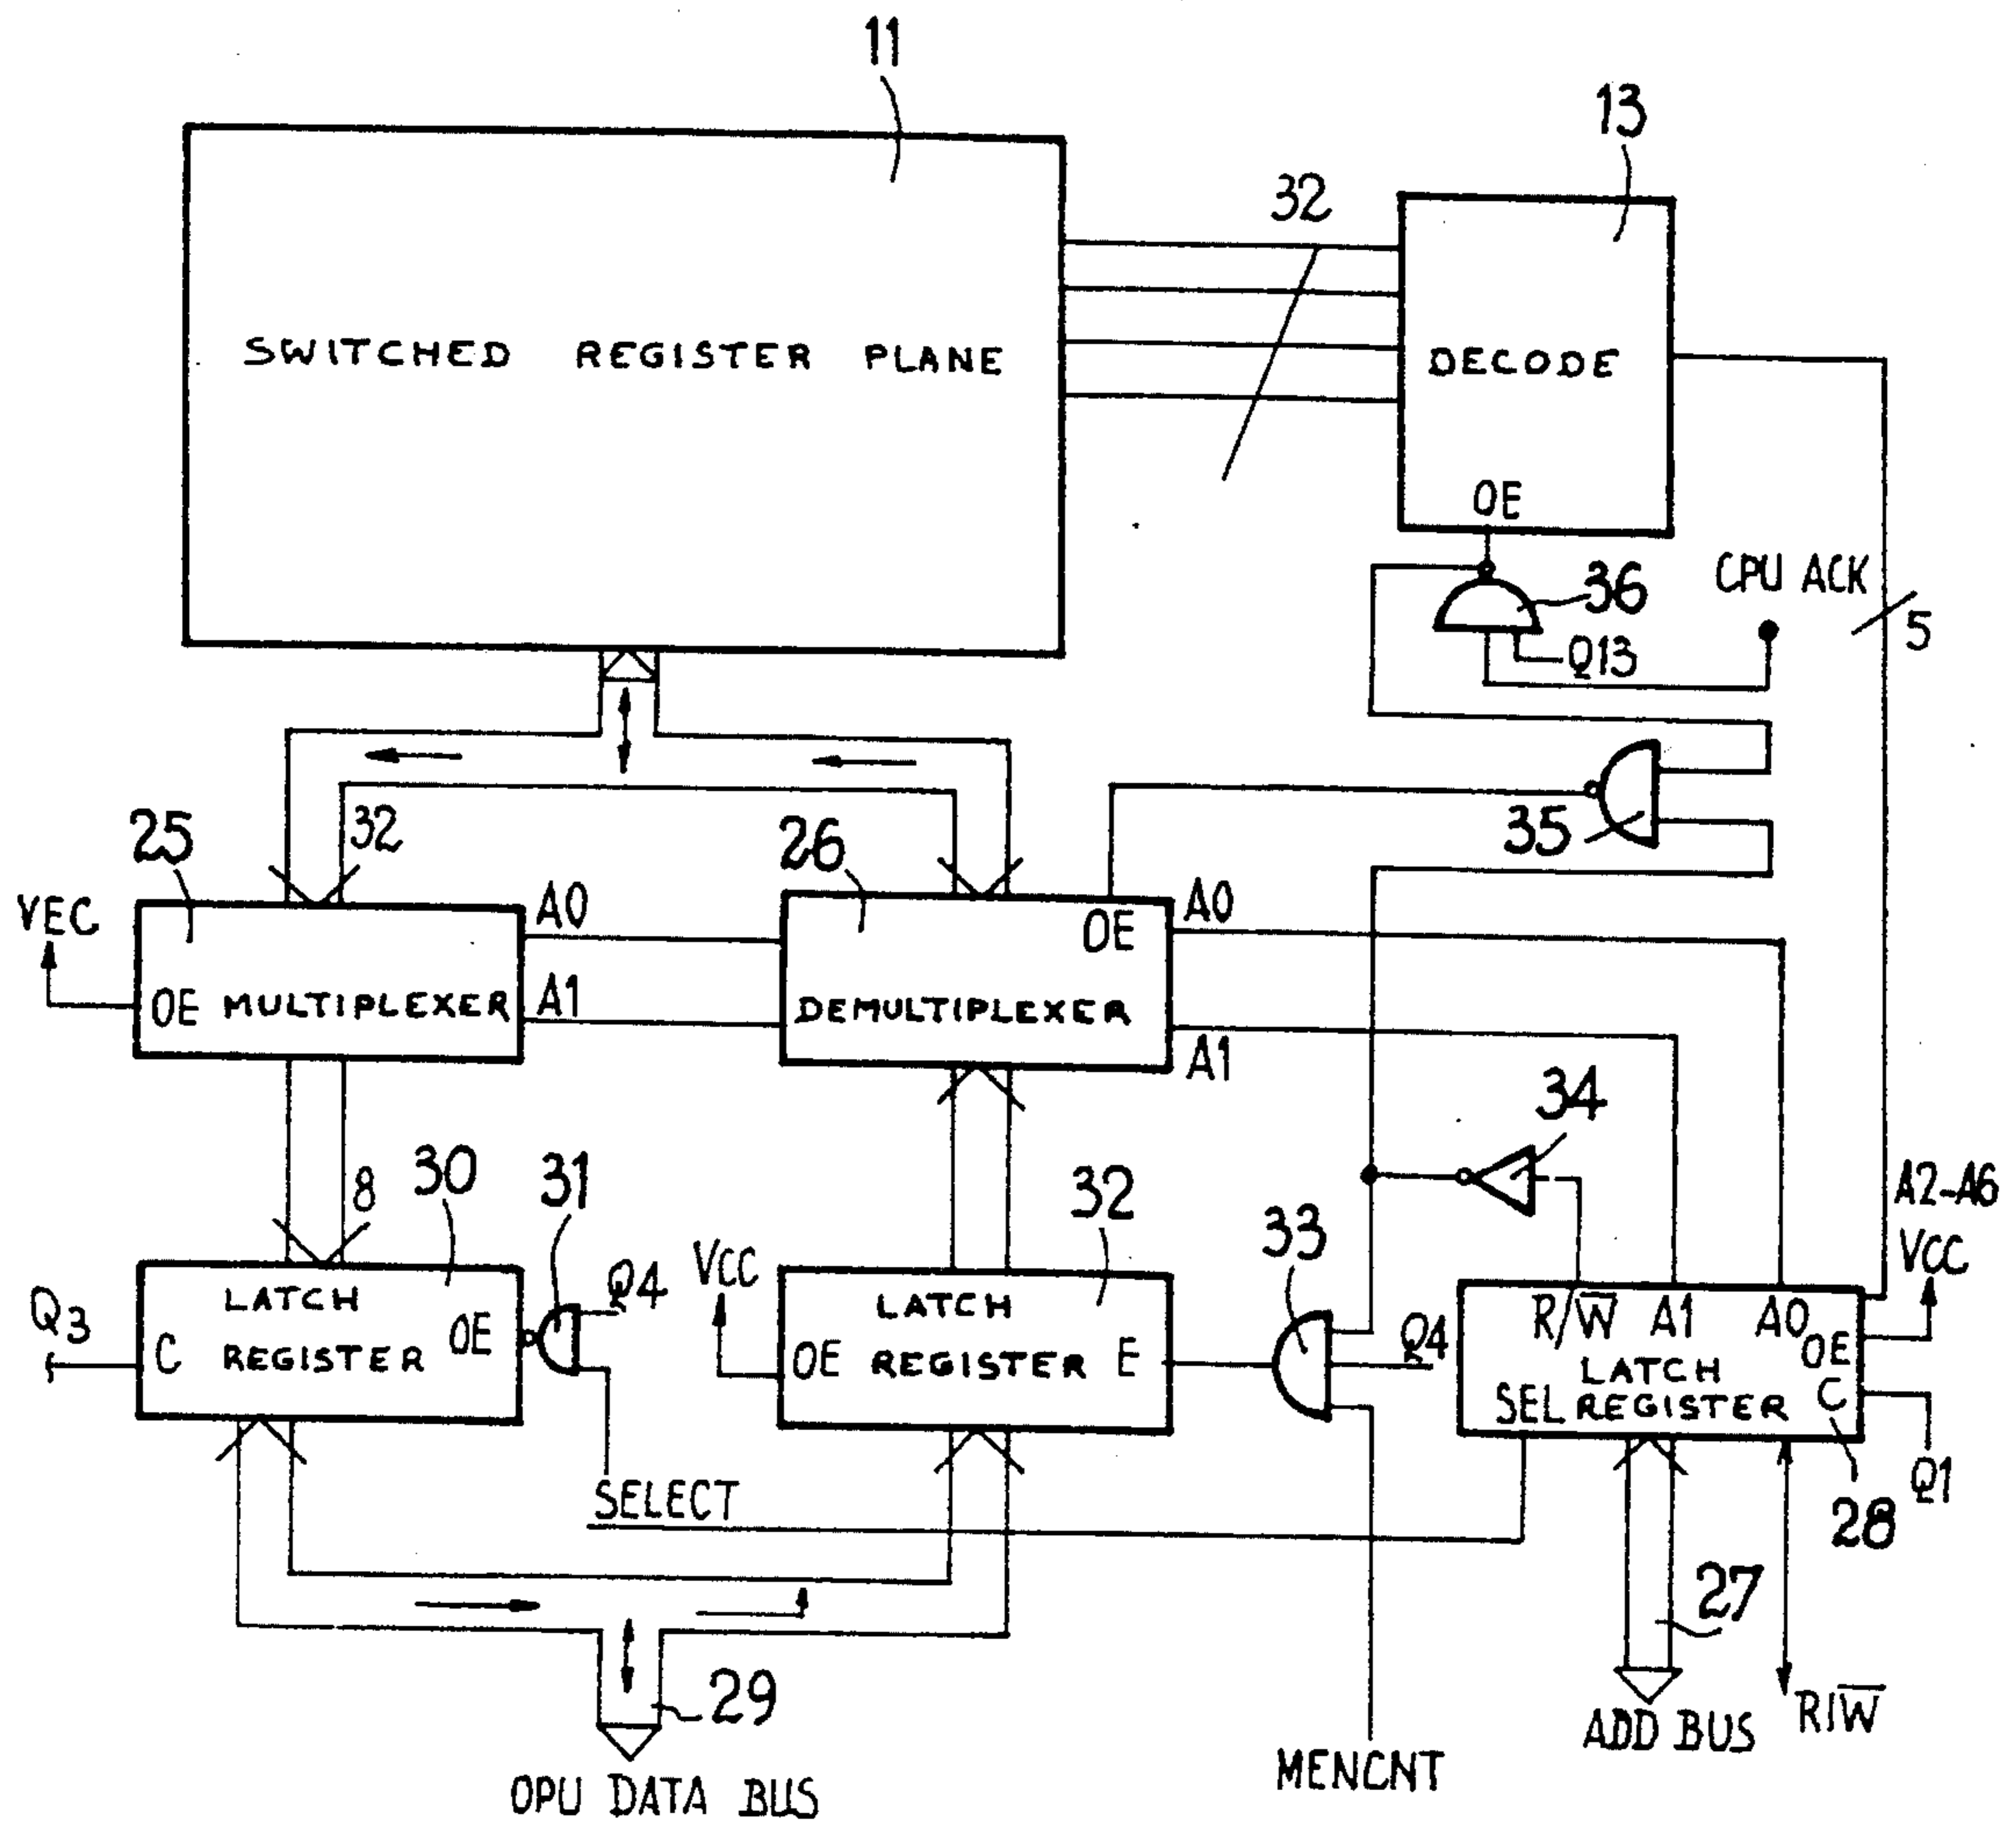 11
13
32
SWITCHED REGISTER PLANE
DECODE
OE
36
CPU ACK
5
Q13
35
32
25
26
VEC
A0
OE
A0
OE MULTIPLEXER
A1
DEMULTIPLEXER
A1
34
8
30
31
32
33
A2-A6
VCC
Q3
C
LATCH
REGISTER
OE
Q4
VCC
LATCH
OE REGISTER E
Q4
R/W̅ A1 A0
OE
LATCH
SEL REGISTER C
Q1
28
SELECT
27
29
OPU DATA BUS
MENCNT
ADD BUS
R/W̅